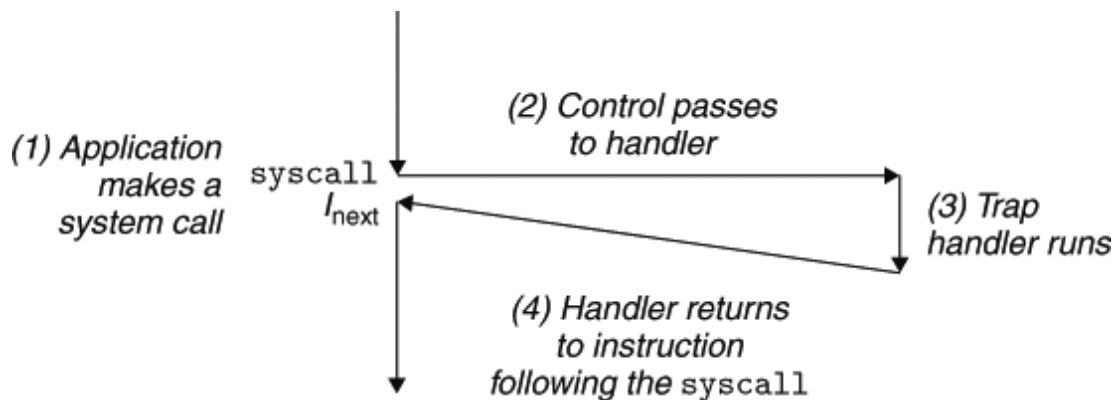 (1) Application
makes a
system call
syscall
Inext
(2) Control passes
to handler
(3) Trap
handler runs
(4) Handler returns
to instruction
following the syscall